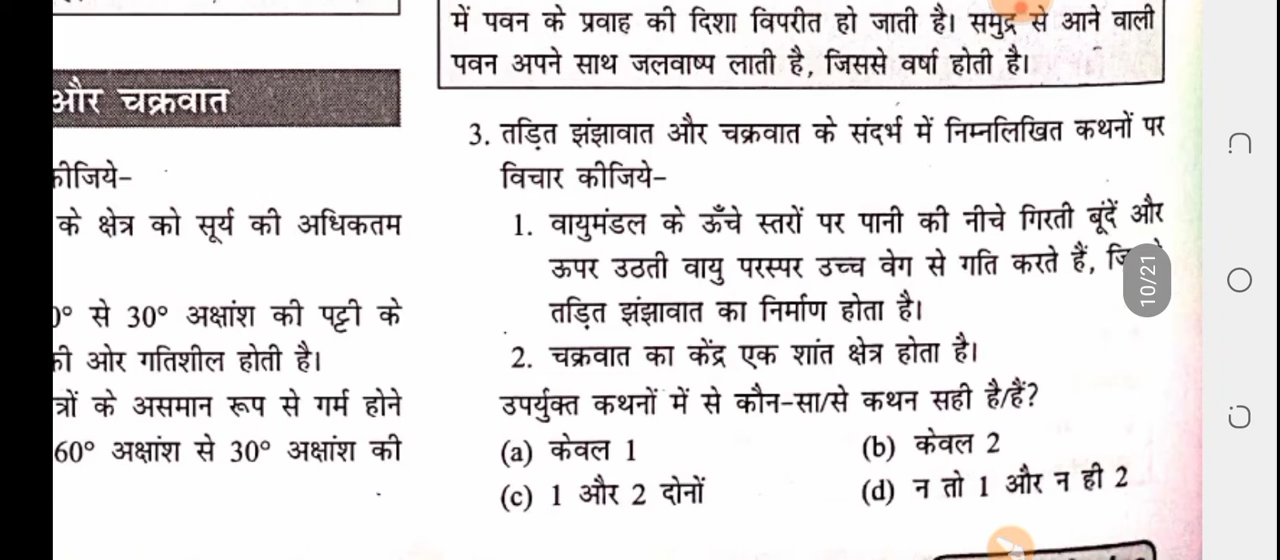 और चक्रवात
कीजिये-
के क्षेत्र को सूर्य की अधिकतम
से 30° अक्षांश की पट्टी के
की ओर गतिशील होती है।
के असमान रूप से गर्म होने
60° अक्षांश से 30° अक्षांश की
में पवन के प्रवाह की दिशा विपरीत हो जाती है। समुद्र से आने वाली
पवन अपने साथ जलवाष्प लाती है, जिससे वर्षा होती है।
3. तड़ित झंझावात और चक्रवात के संदर्भ में निम्नलिखित कथनों पर
विचार कीजिये-
1. वायुमंडल के ऊँचे स्तरों पर पानी की नीचे गिरती बूंदें और
ऊपर उठती वायु परस्पर उच्च वेग से गति करते हैं,
तड़ित झंझावात का निर्माण होता है।
2. चक्रवात का केंद्र एक शांत क्षेत्र होता है।
उपर्युक्त कथनों में से कौन-सा/से कथन सही है/हैं?
(a) केवल 1 (b) केवल 2
(c) 1 और 2 दोनों (d) न तो 1 और न ही 2
10/21